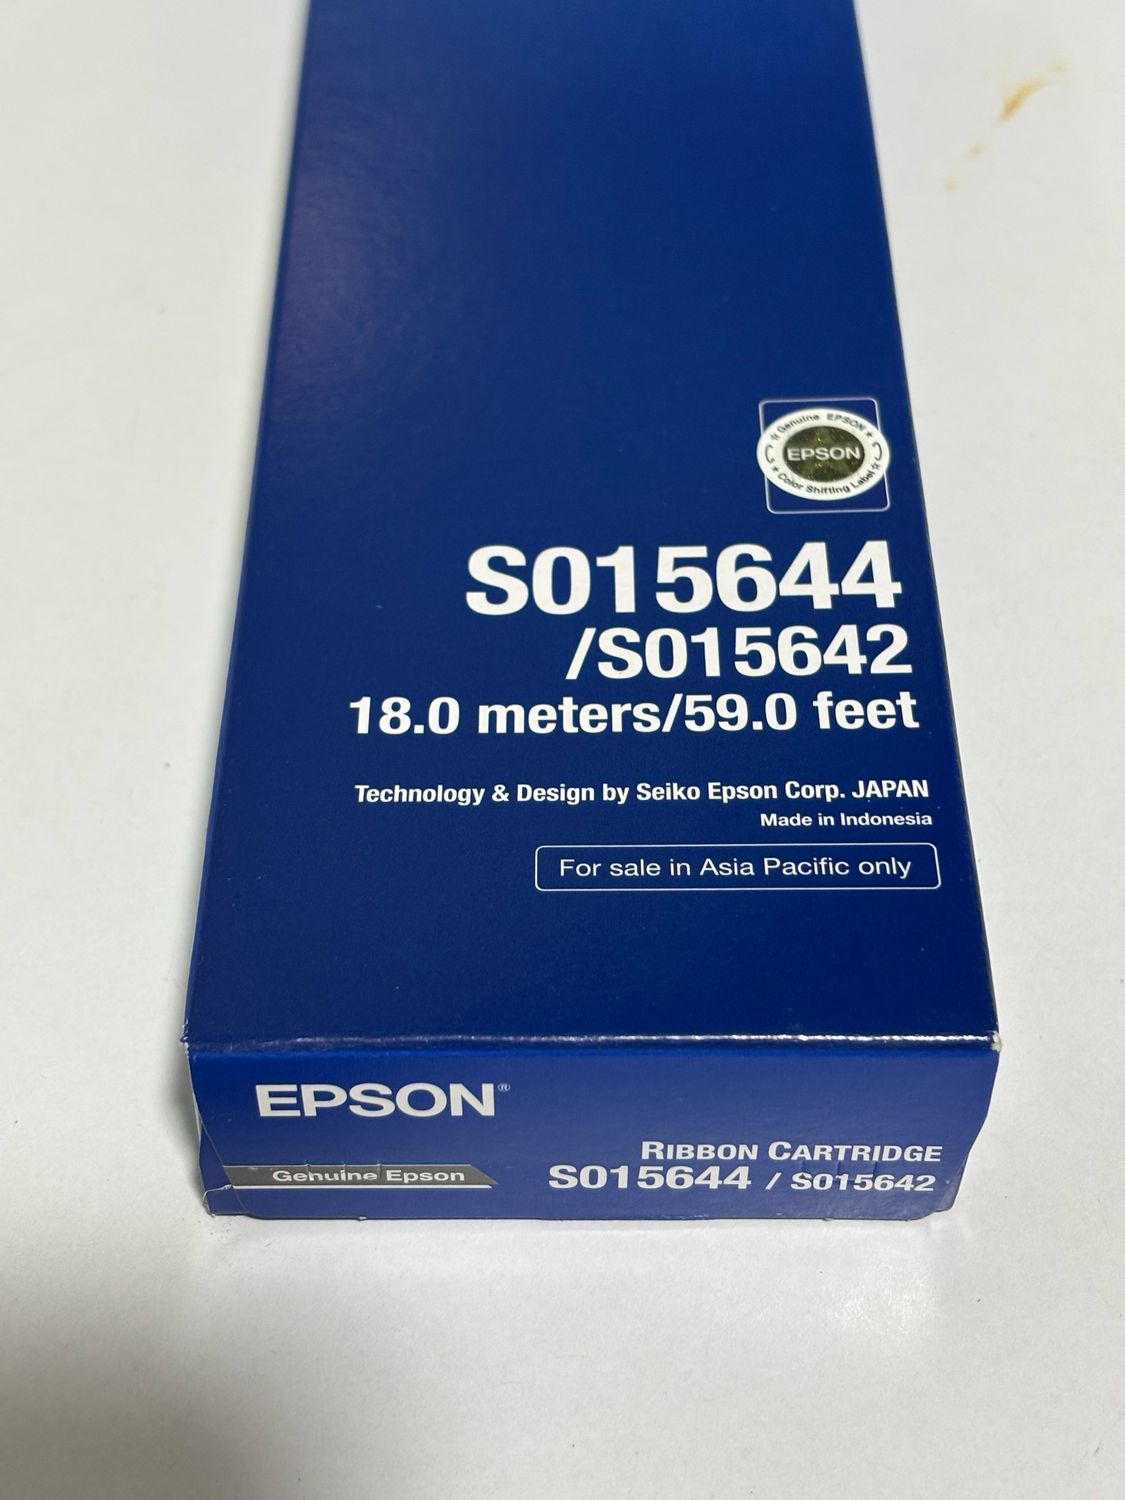 ★ Genuine EPSON ★
EPSON
★ Color Shifting Label ★
S015644
/S015642
18.0 meters/59.0 feet
Technology & Design by Seiko Epson Corp. JAPAN
Made in Indonesia
For sale in Asia Pacific only
EPSON®
RIBBON CARTRIDGE
Genuine Epson
S015644 / S015642